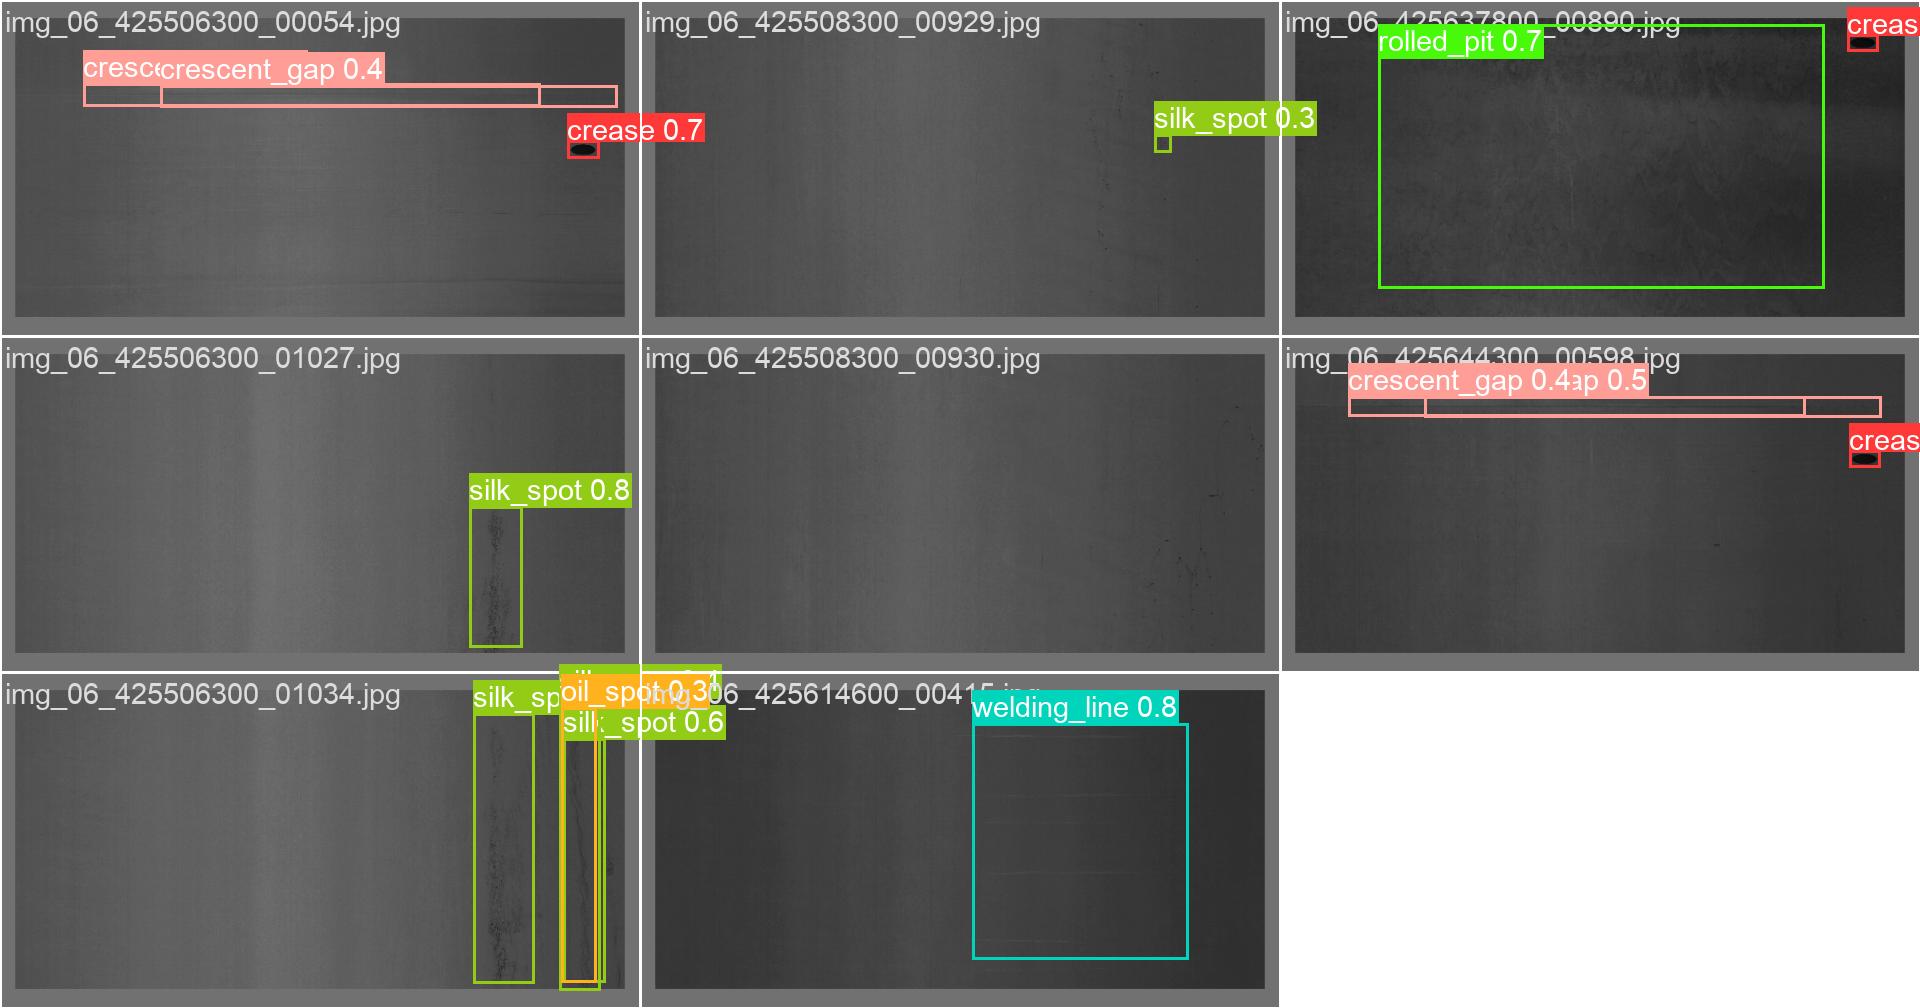 img_06_425506300_00054.jpg
cresce
crescent_gap 0.4
crease 0.7
img_06_425508300_00929.jpg
silk_spot 0.3
img_06_425637800_00890.jpg
rolled_pit 0.7
creas
img_06_425506300_01027.jpg
silk_spot 0.8
img_06_425508300_00930.jpg
img_06_425644300_00598.jpg
crescent_gap 0.4
ap 0.5
creas
img_06_425506300_01034.jpg
silk_sp
oil_spot 0.3
silk_spot 0.6
06_425614600_00415.jpg
welding_line 0.8